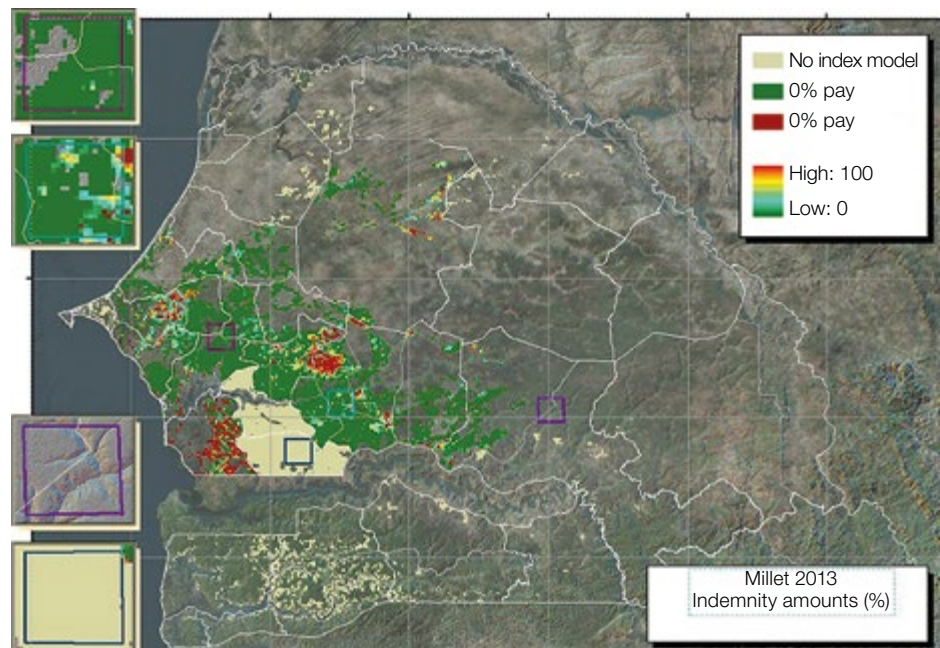 No index model
0% pay
0% pay
High: 100
Low: 0
Millet 2013
Indemnity amounts (%)